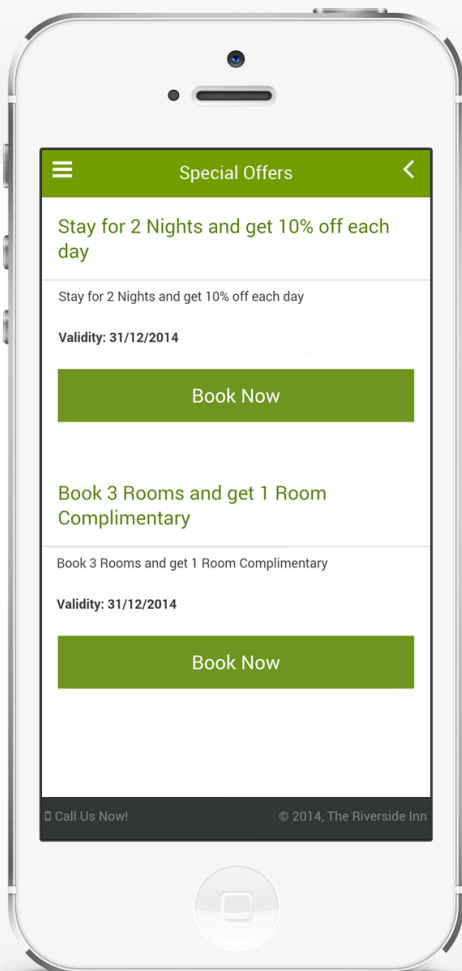 Special Offers
Stay for 2 Nights and get 10% off each
day
Stay for 2 Nights and get 10% off each day
Validity: 31/12/2014
Book Now
Book 3 Rooms and get 1 Room
Complimentary
Book 3 Rooms and get 1 Room Complimentary
Validity: 31/12/2014
Book Now
Call Us Now! © 2014, The Riverside Inn